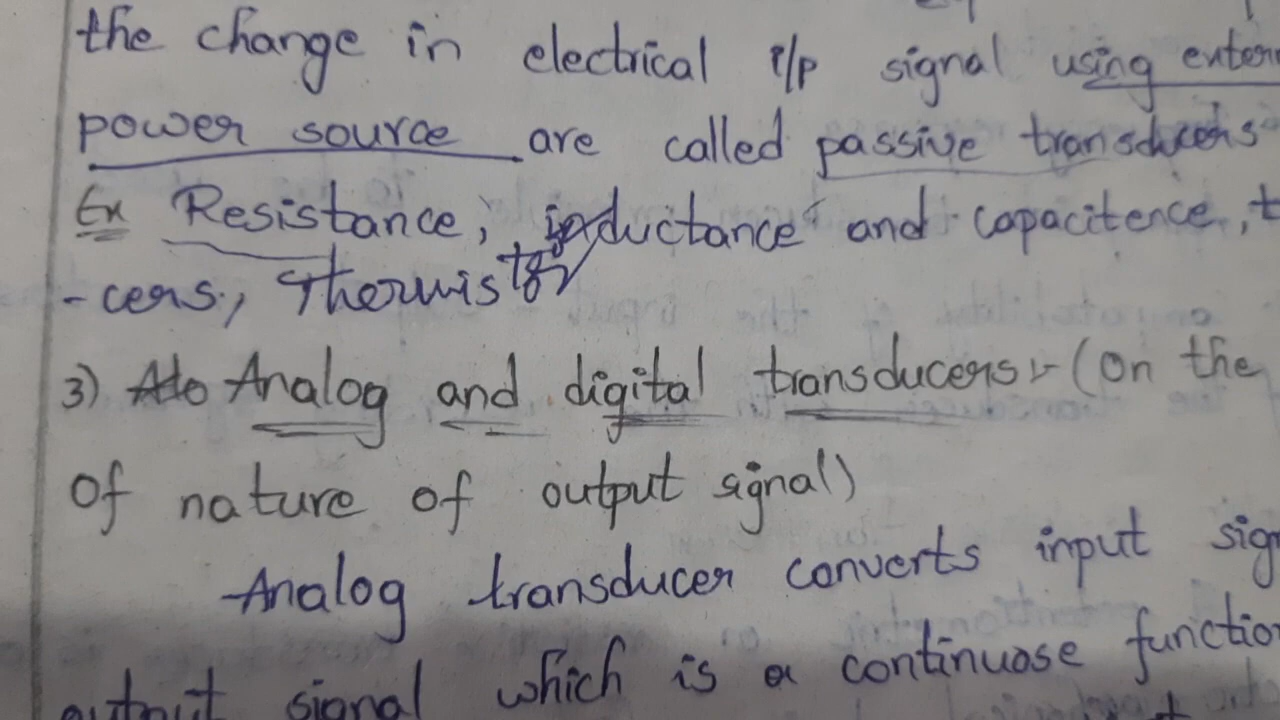 the change in electrical i/p signal using extern
power source are called passive transducers
Ex Resistance, inductance and capacitence, t
-cers, Thermistor
3) Analog and digital transducers :- (On the
of nature of output signal)
Analog transducer converts input sig
output signal which is a continuose function